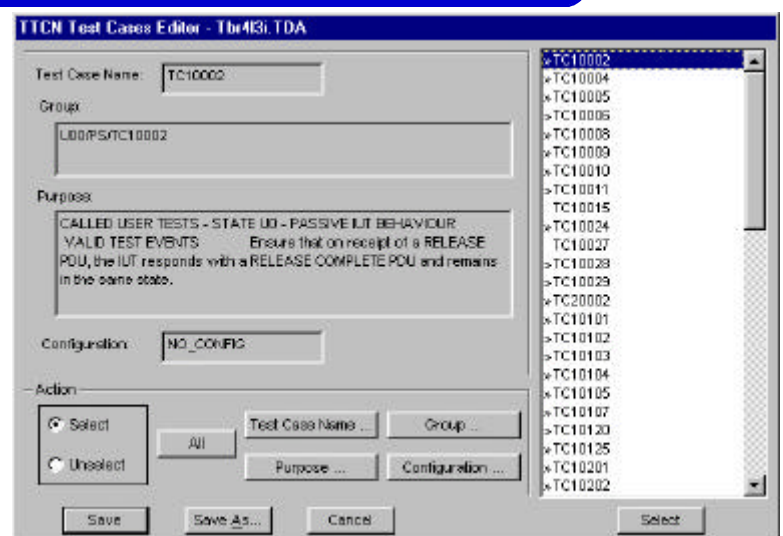 TTCN Test Cases Editor - Tbr4l3i.TDA
Test Case Name: TC10002
Group:
U00/PS/TC10002
Purpose:
CALLED USER TESTS - STATE U0 - PASSIVE IUT BEHAVIOUR
VALID TEST EVENTS Ensure that on receipt of a RELEASE
PDU, the IUT responds with a RELEASE COMPLETE PDU and remains
in the same state.
Configuration: NO_CONFIG
Action
Select
Unselect
All
Test Case Name ...
Group ...
Purpose ...
Configuration ...
Save
Save As...
Cancel
»TC10002
»TC10004
»TC10005
»TC10006
»TC10008
»TC10009
»TC10010
»TC10011
TC10015
»TC10024
TC10027
»TC10028
»TC10029
»TC20002
»TC10101
»TC10102
»TC10103
»TC10104
»TC10105
»TC10107
»TC10120
»TC10125
»TC10201
»TC10202
Select